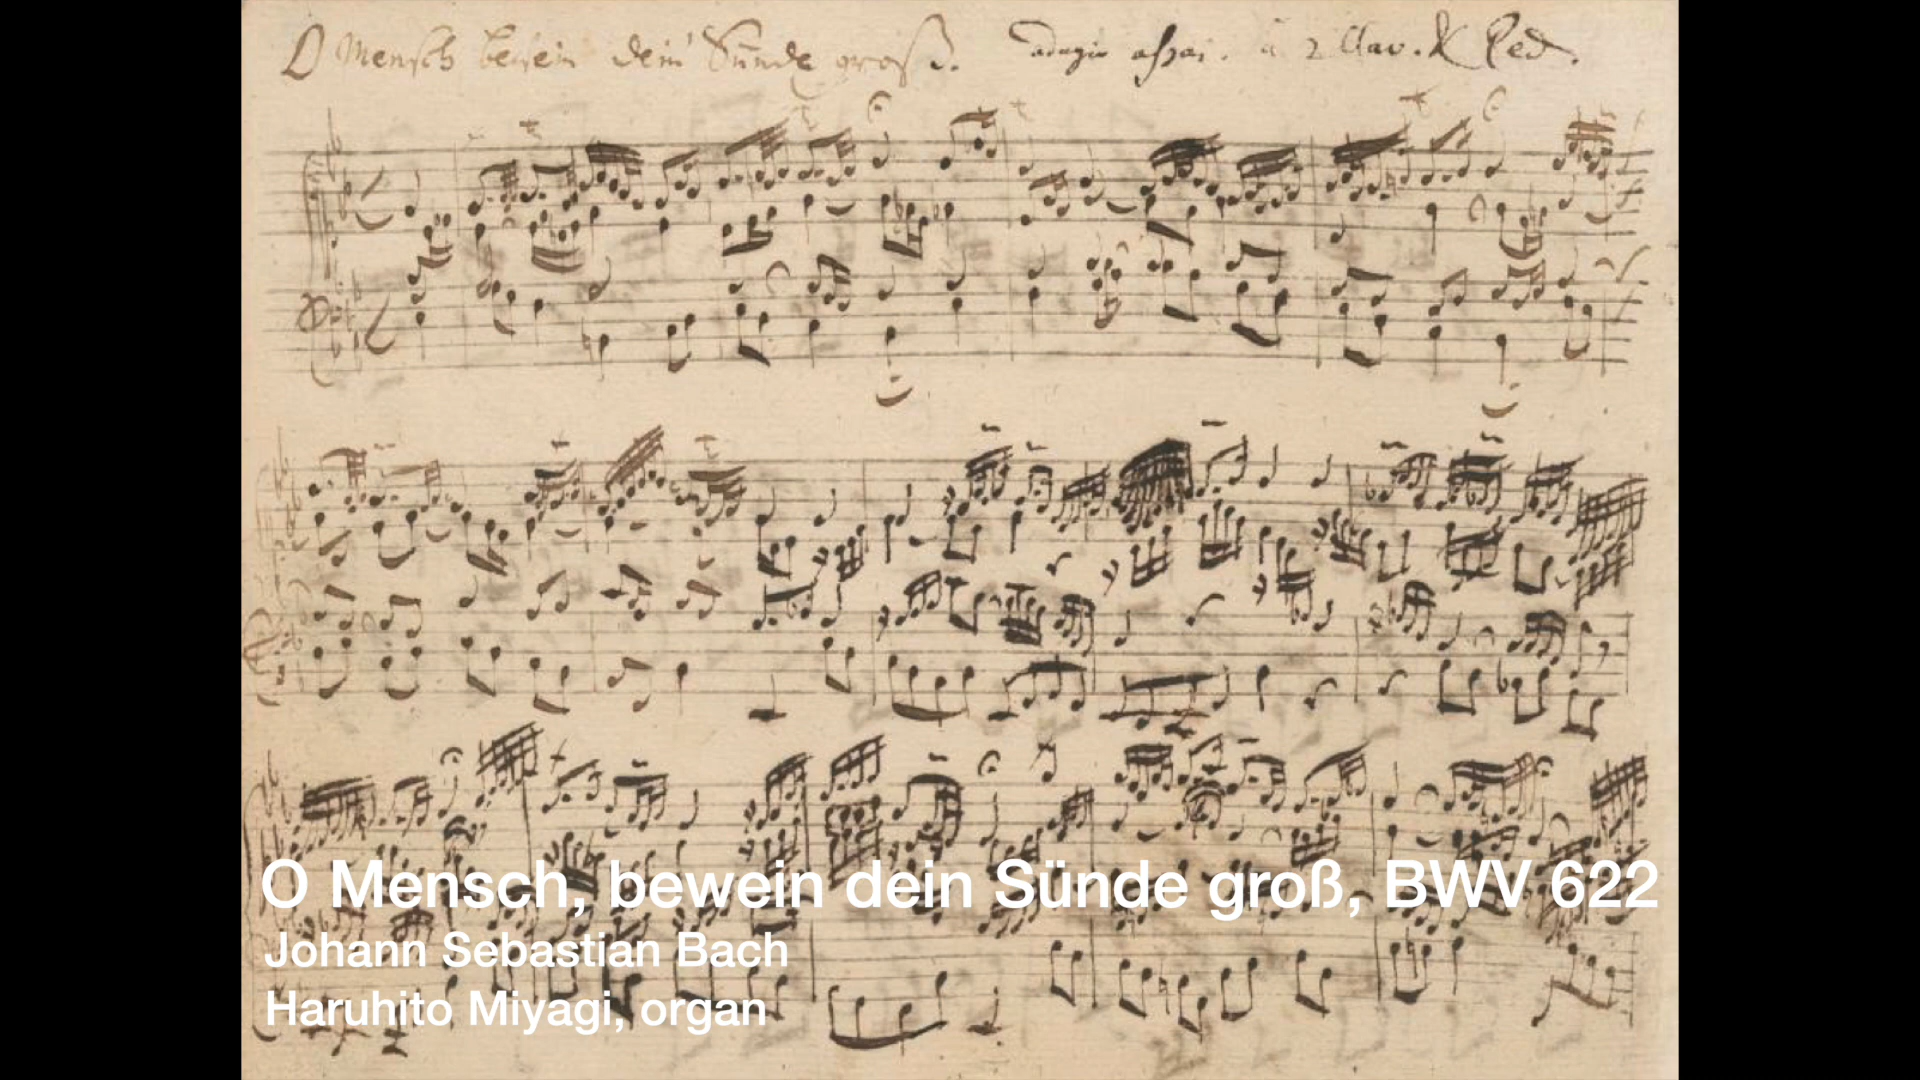 O Mensch bewein dein Sünde groß. adagio assai. à 2 Clav. & Ped.
O Mensch, bewein dein Sünde groß, BWV 622
Johann Sebastian Bach
Haruhito Miyagi, organ